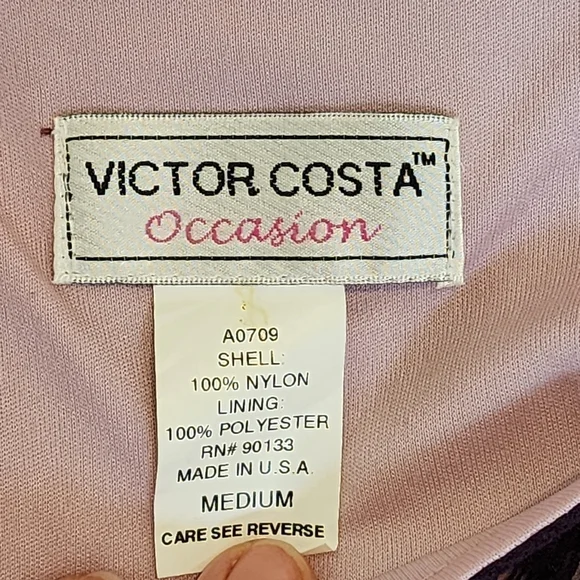 VICTOR COSTA™
Occasion
A0709
SHELL:
100% NYLON
LINING:
100% POLYESTER
RN# 90133
MADE IN U.S.A.
MEDIUM
CARE SEE REVERSE